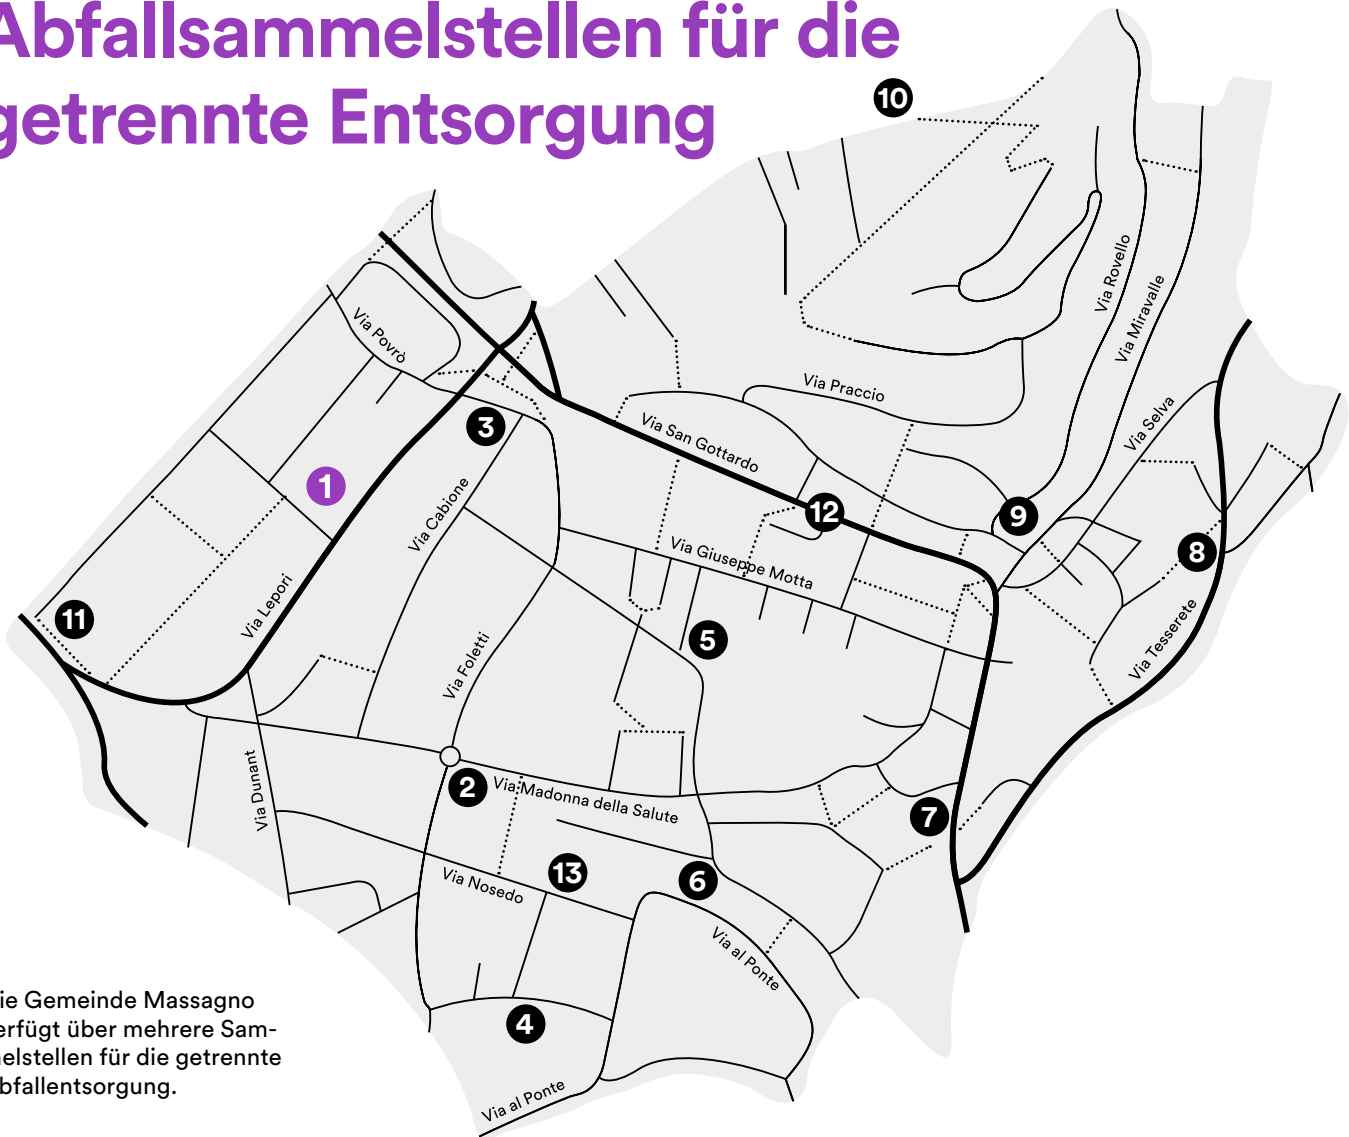 Abfallsammelstellen für die
getrennte Entsorgung
10
Via Rovello
Via Miravalle
Via Povrò
Via Praccio
Via Selva
3
Via San Gottardo
1
Via Cabione
12
9
Via Giuseppe Motta
8
11
Via Lepori
5
Via Foletti
Via Tesserete
Via Dunant
2
Via Madonna della Salute
7
13
6
Via Nosedo
Via al Ponte
4
Via al Ponte
ie Gemeinde Massagno
erfügt über mehrere Sam-
elstellen für die getrennte
bfallentsorgung.